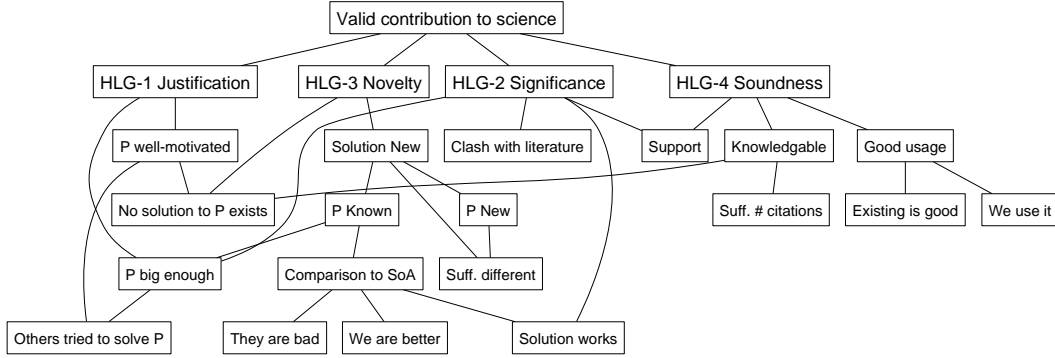 Valid contribution to science
HLG-1 Justification
HLG-3 Novelty
HLG-2 Significance
HLG-4 Soundness
P well-motivated
Solution New
Clash with literature
Support
Knowledgable
Good usage
No solution to P exists
P Known
P New
Suff. # citations
Existing is good
We use it
P big enough
Comparison to SoA
Suff. different
Others tried to solve P
They are bad
We are better
Solution works